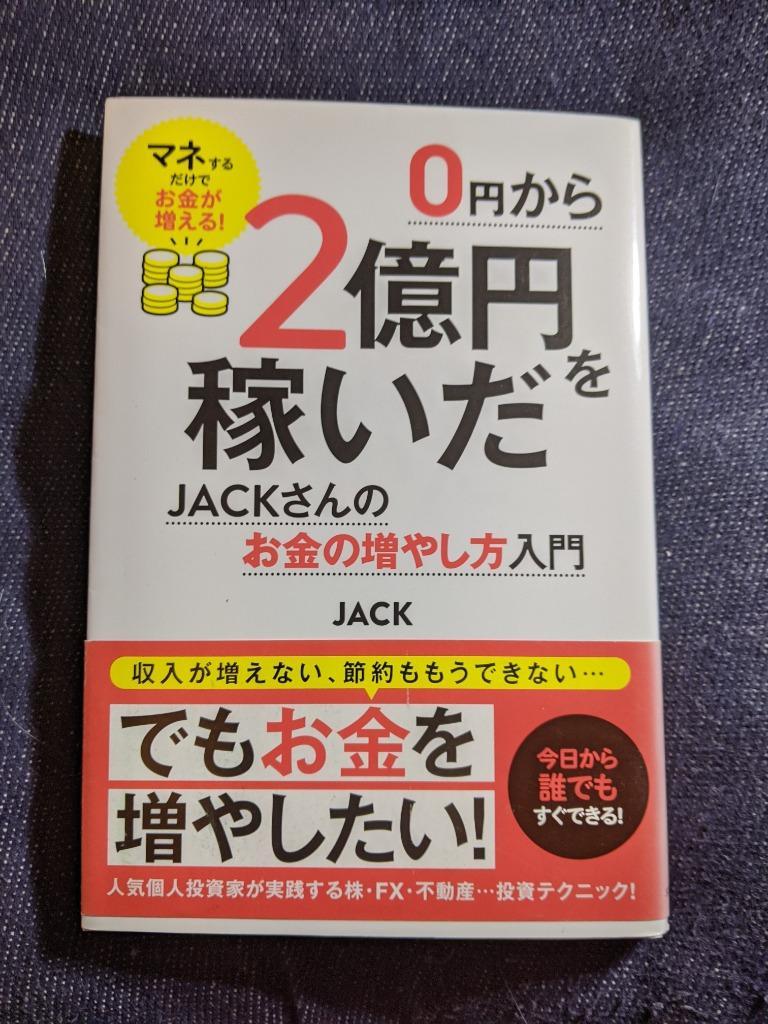 マネする
だけで
お金が
増える!
0円から
2億円を
稼いだ
JACKさんの
お金の増やし方入門
JACK
収入が増えない、節約ももうできない…
でもお金を
増やしたい!
今日から
誰でも
すぐできる!
人気個人投資家が実践する株・FX・不動産…投資テクニック!